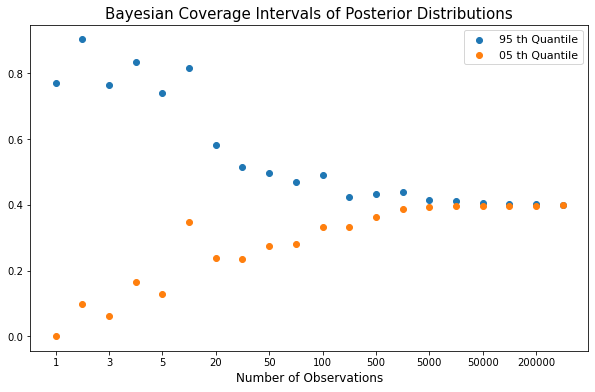 Bayesian Coverage Intervals of Posterior Distributions
95 th Quantile
05 th Quantile
0.8
0.6
0.4
0.2
0.0
1 3 5 20 50 100 500 5000 50000 200000
Number of Observations